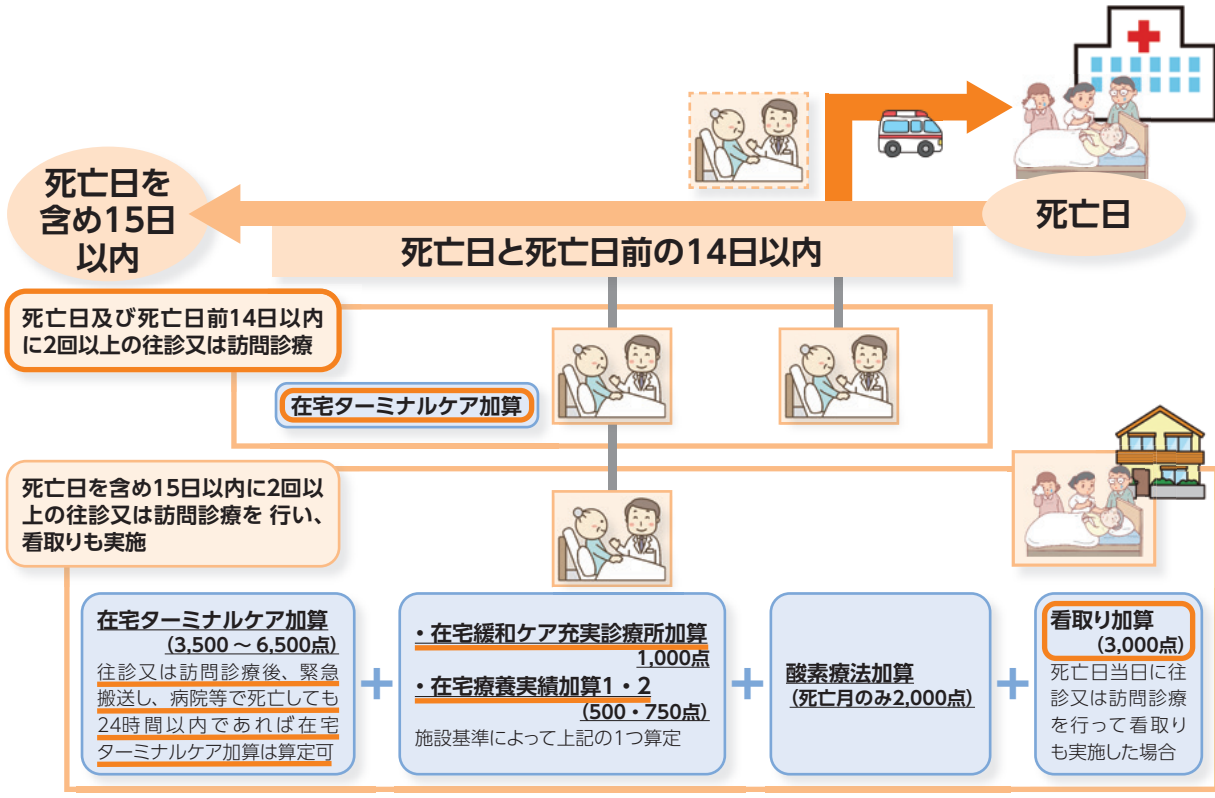 死亡日を
含め15日
以内
死亡日
死亡日と死亡日前の14日以内
死亡日及び死亡日前14日以内
に2回以上の往診又は訪問診療
在宅ターミナルケア加算
死亡日を含め15日以内に2回以
上の往診又は訪問診療を 行い、
看取りも実施
在宅ターミナルケア加算
(3,500 ~ 6,500点)
往診又は訪問診療後、緊急
搬送し、病院等で死亡しても
24時間以内であれば在宅
ターミナルケア加算は算定可
+
・在宅緩和ケア充実診療所加算
1,000点
・在宅療養実績加算1・2
(500・750点)
施設基準によって上記の1つ算定
+
酸素療法加算
(死亡月のみ2,000点)
+
看取り加算
(3,000点)
死亡日当日に往
診又は訪問診療
を行って看取り
も実施した場合